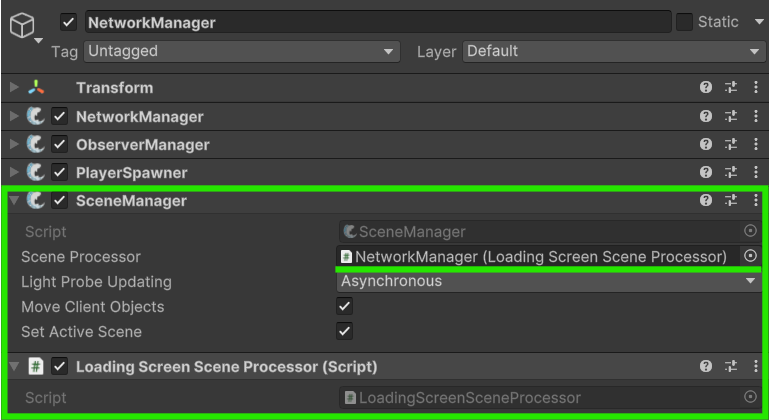 NetworkManager Static
Tag Untagged Layer Default
Transform
NetworkManager
ObserverManager
PlayerSpawner
SceneManager
Script SceneManager
Scene Processor NetworkManager (Loading Screen Scene Processor)
Light Probe Updating Asynchronous
Move Client Objects
Set Active Scene
# Loading Screen Scene Processor (Script)
Script LoadingScreenSceneProcessor